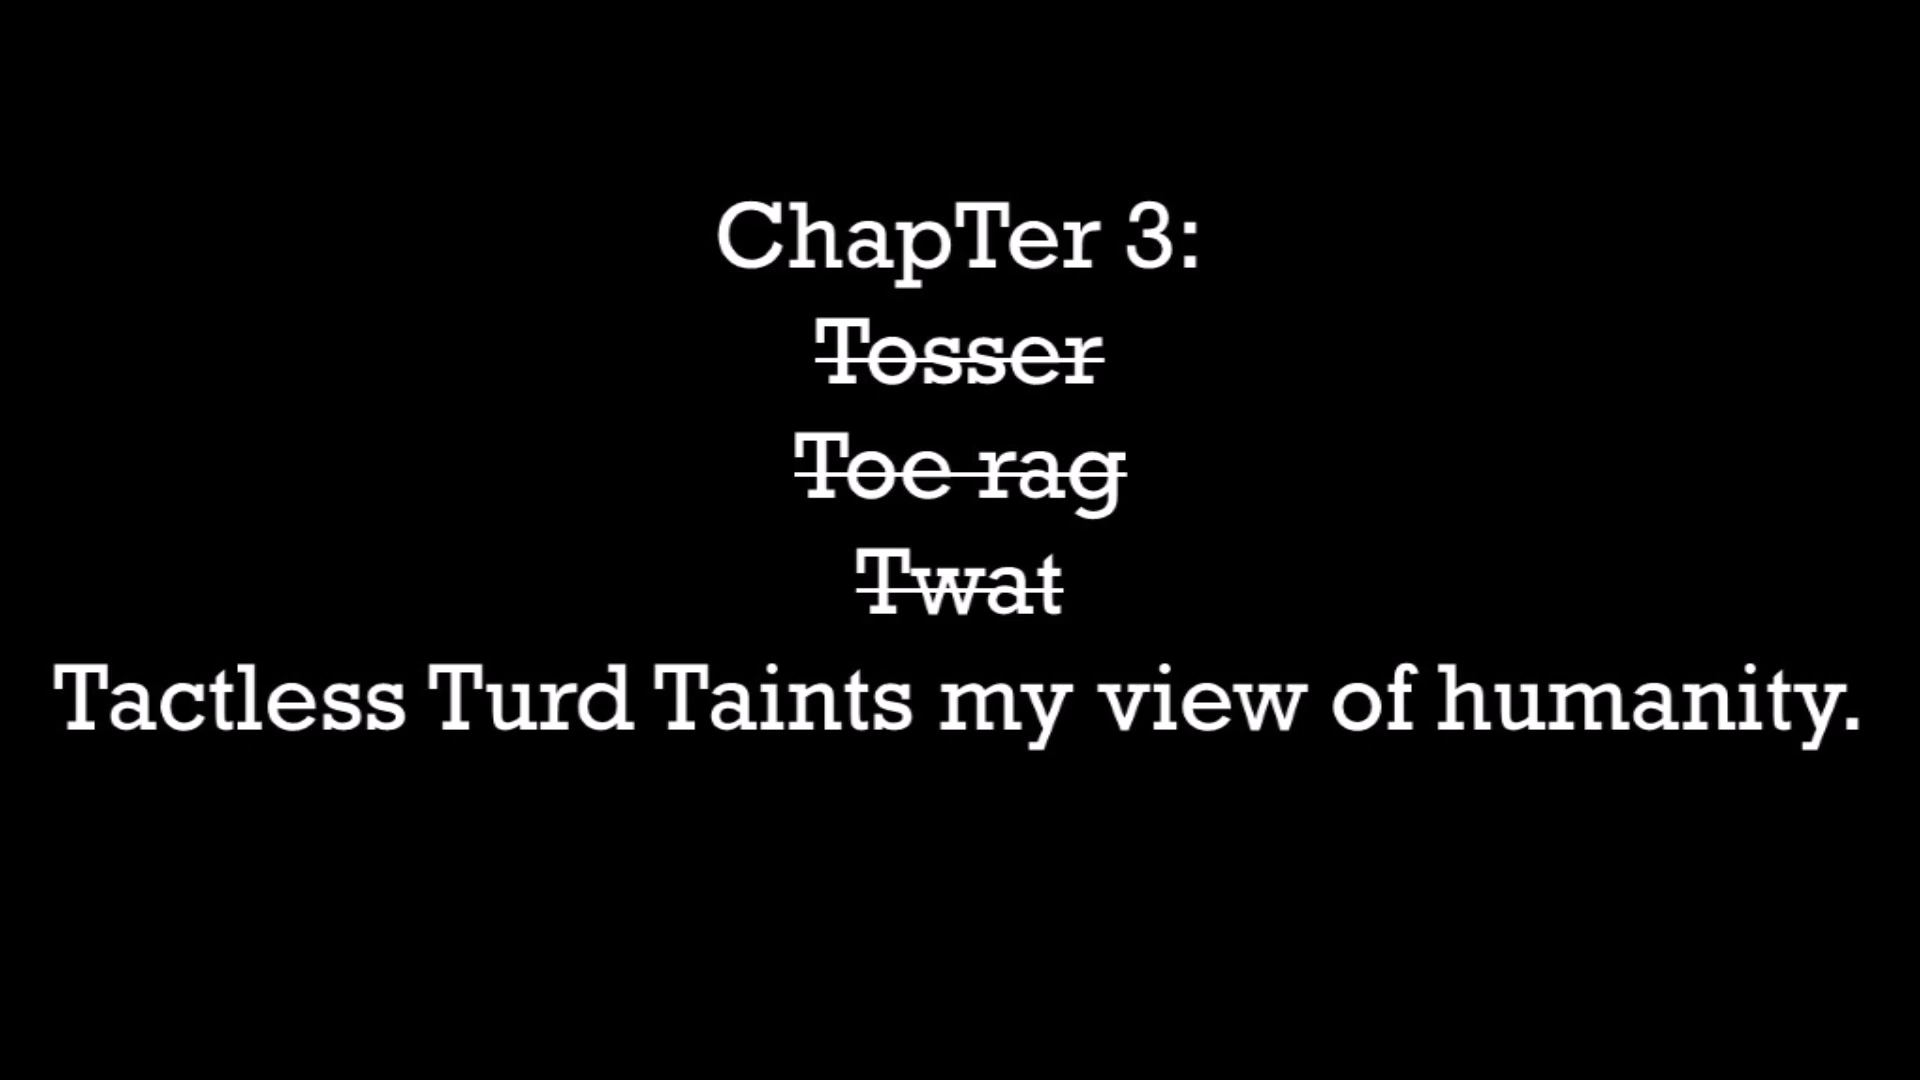 ChapTer 3:
Tosser
Toe rag
Twat
Tactless Turd Taints my view of humanity.